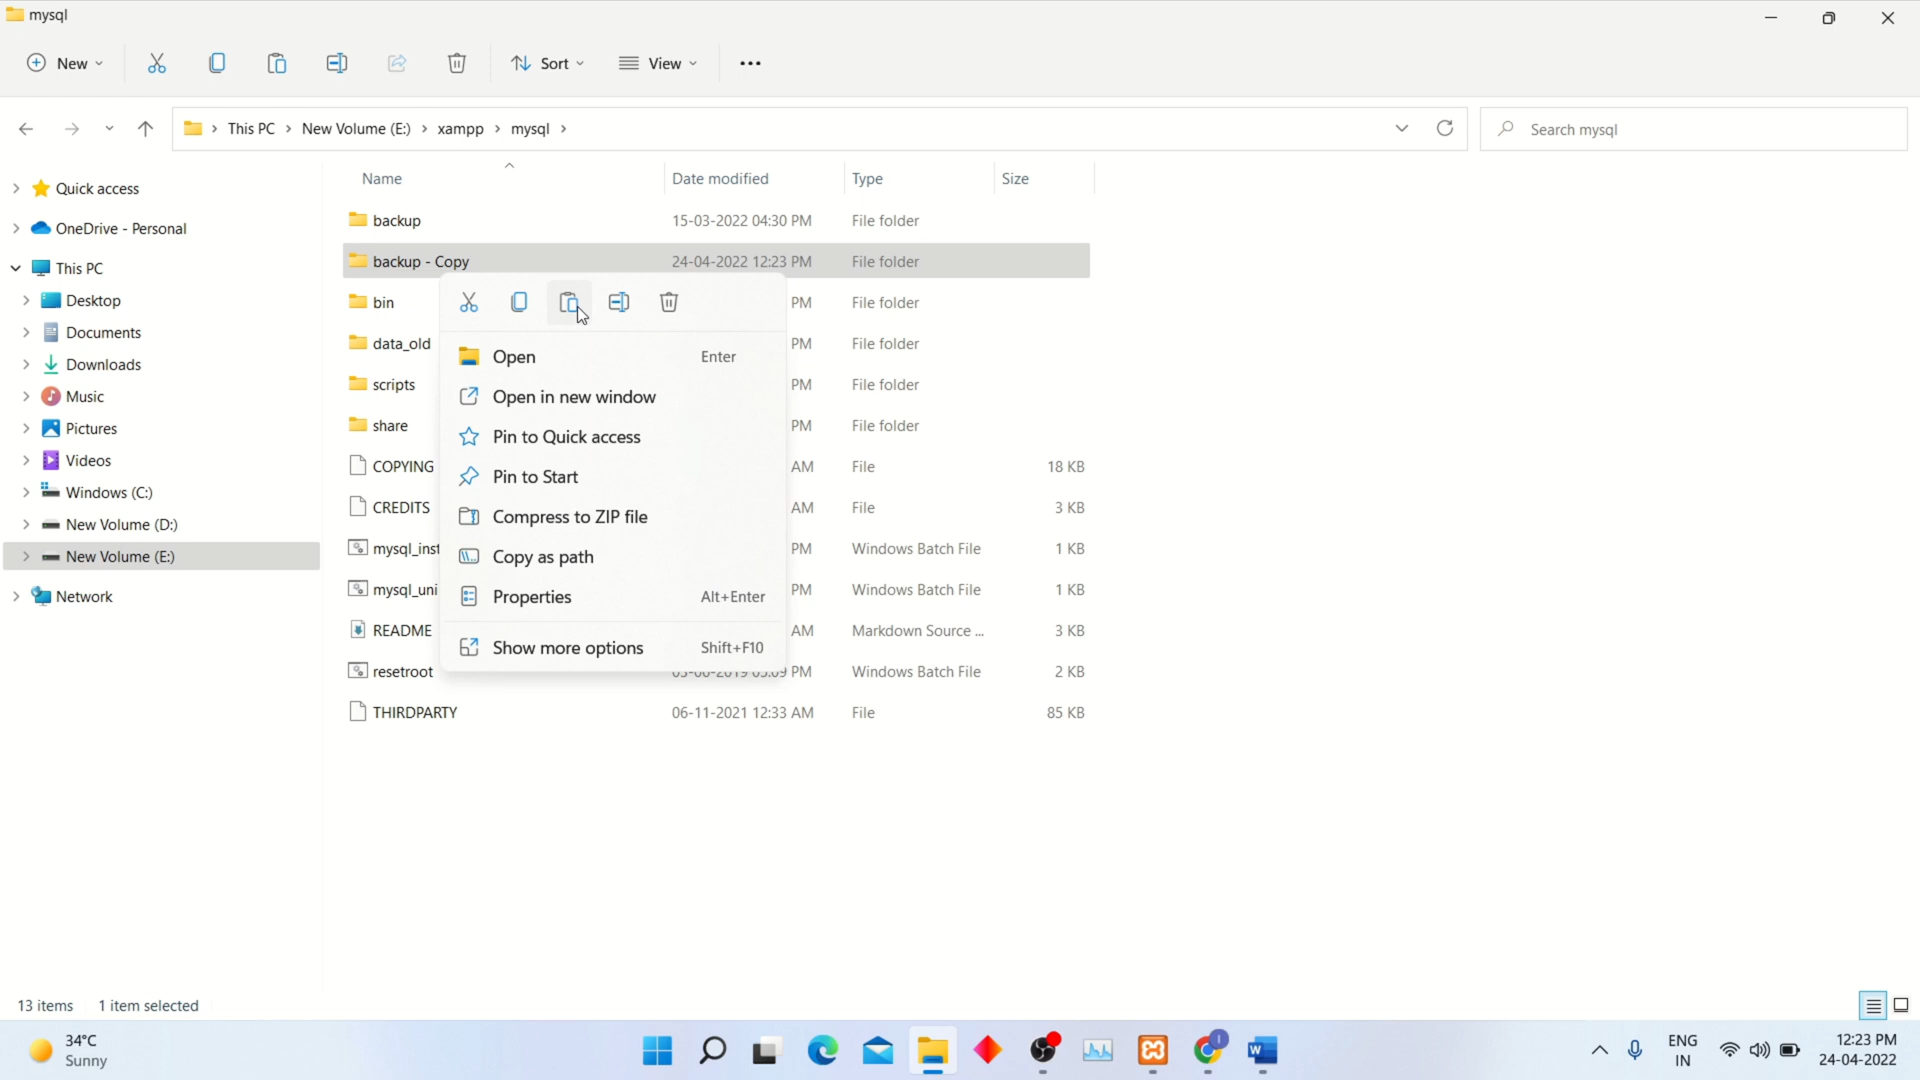 mysql
New
Sort
View
This PC > New Volume (E:) > xampp > mysql >
Search mysql
Quick access
OneDrive - Personal
This PC
Desktop
Documents
Downloads
Music
Pictures
Videos
Windows (C:)
New Volume (D:)
New Volume (E:)
Network
Name Date modified Type Size
backup 15-03-2022 04:30 PM File folder
backup - Copy 24-04-2022 12:23 PM File folder
bin PM File folder
data_old PM File folder
scripts PM File folder
share PM File folder
COPYING AM File 18 KB
CREDITS AM File 3 KB
mysql_inst PM Windows Batch File 1 KB
mysql_uni PM Windows Batch File 1 KB
README AM Markdown Source ... 3 KB
resetroot PM Windows Batch File 2 KB
THIRDPARTY 06-11-2021 12:33 AM File 85 KB
Open Enter
Open in new window
Pin to Quick access
Pin to Start
Compress to ZIP file
Copy as path
Properties Alt+Enter
Show more options Shift+F10
13 items 1 item selected
34°C
Sunny
ENG
IN
12:23 PM
24-04-2022